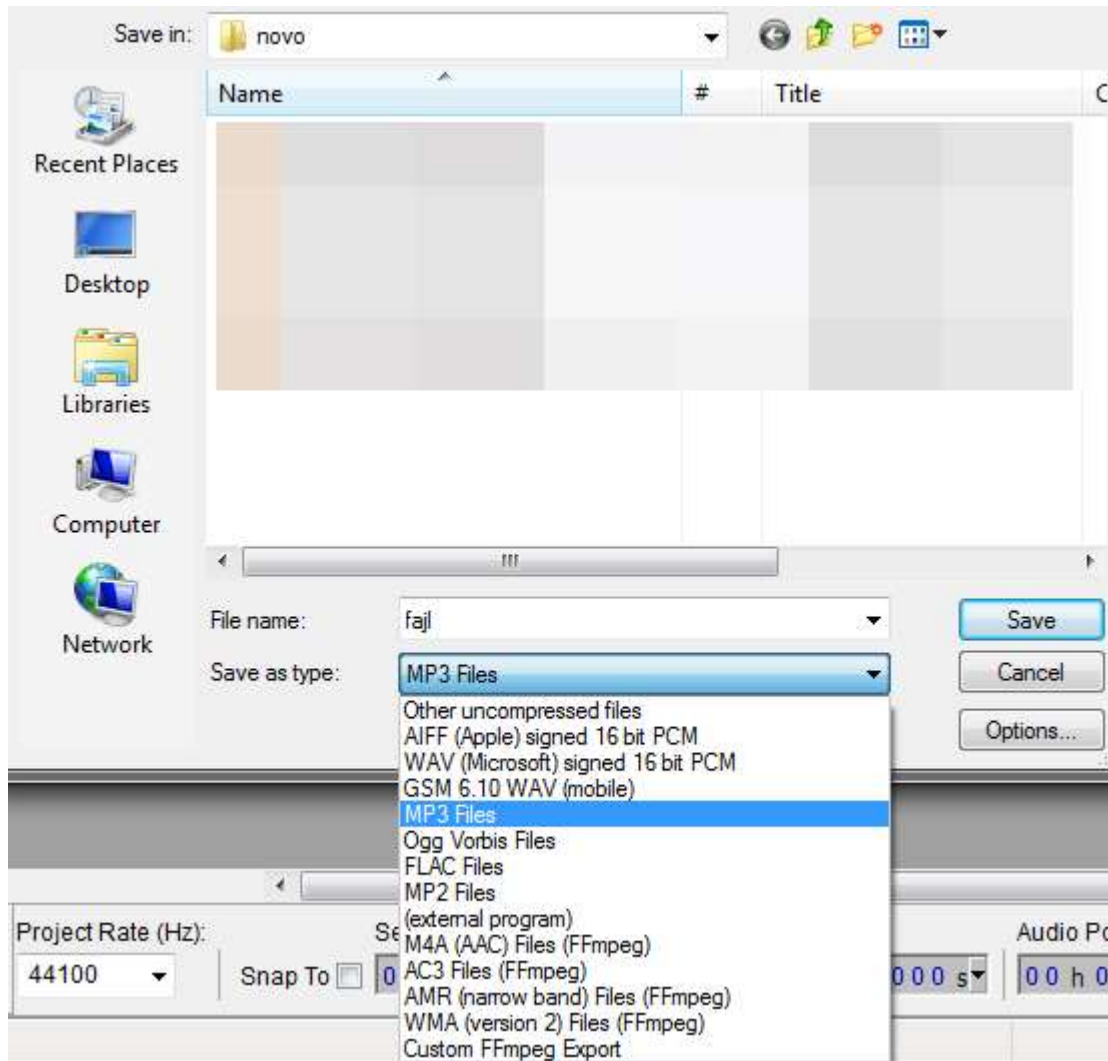 Save in: novo
Name # Title
Recent Places
Desktop
Libraries
Computer
Network
File name: fajl Save
Save as type: MP3 Files Cancel
Options...
Other uncompressed files
AIFF (Apple) signed 16 bit PCM
WAV (Microsoft) signed 16 bit PCM
GSM 6.10 WAV (mobile)
MP3 Files
Ogg Vorbis Files
FLAC Files
MP2 Files
(external program)
M4A (AAC) Files (FFmpeg)
AC3 Files (FFmpeg)
AMR (narrow band) Files (FFmpeg)
WMA (version 2) Files (FFmpeg)
Custom FFmpeg Export
Project Rate (Hz): Audio
44100 Snap To 0 000 s 00 h 0